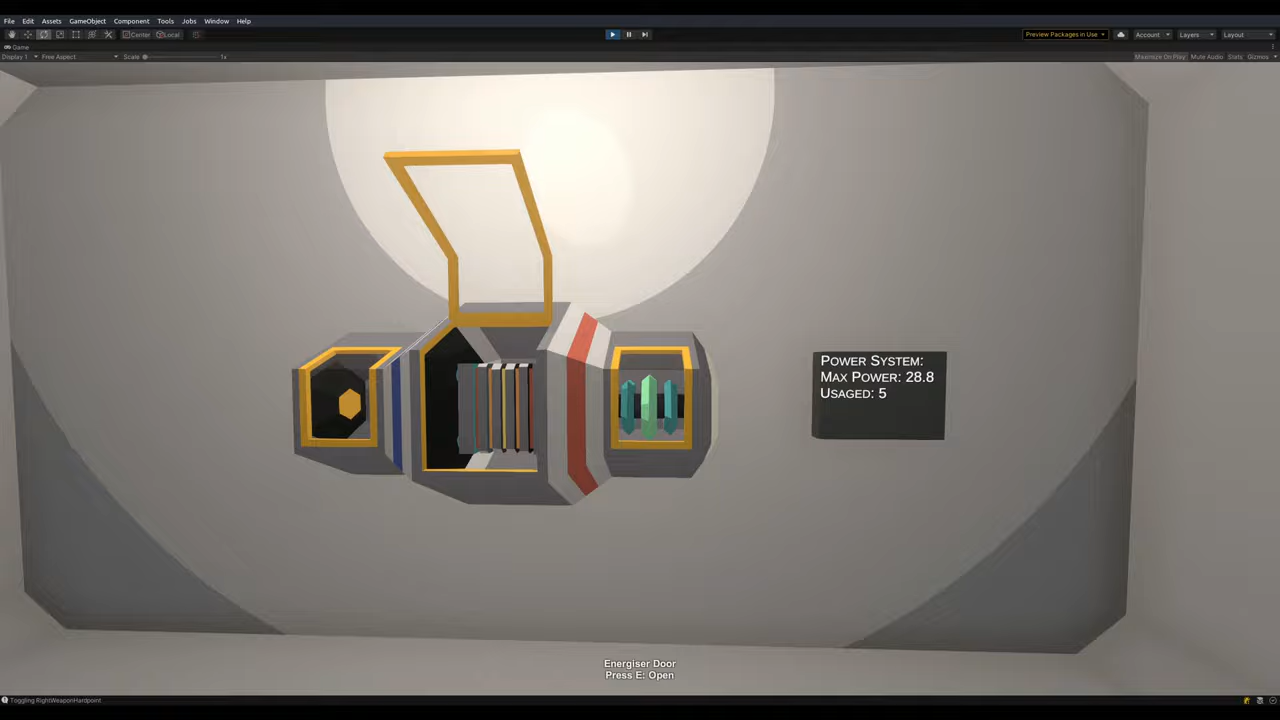 File Edit Assets GameObject Component Tools Jobs Window Help
Center Local Preview Packages in Use Account Layers Layout
Game
Display 1 Free Aspect Scale 1x Maximize On Play Mute Audio Stats Gizmos
Power System:
Max Power: 28.8
Usaged: 5
Energiser Door
Press E: Open
Toggling RightWeaponHardpoint